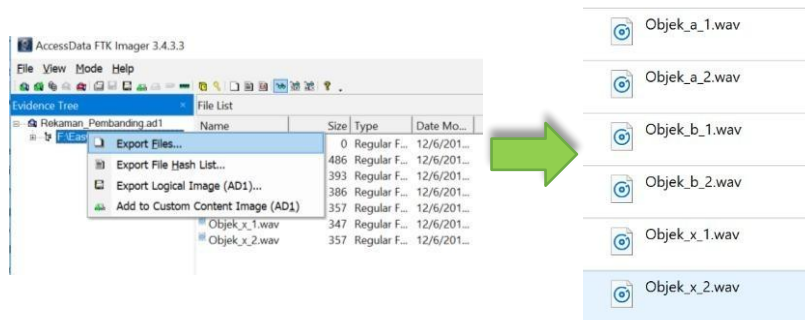 AccessData FTK Imager 3.4.3.3
File View Mode Help
Evidence Tree
File List
Rekaman_Pembanding.ad1
Name Size Type Date Mo...
0 Regular F... 12/6/201...
Export Files...
486 Regular F... 12/6/201...
Export File Hash List...
393 Regular F... 12/6/201...
Export Logical Image (AD1)...
386 Regular F... 12/6/201...
Add to Custom Content Image (AD1)
357 Regular F... 12/6/201...
Objek_x_1.wav 347 Regular F... 12/6/201...
Objek_x_2.wav 357 Regular F... 12/6/201...
Objek_a_1.wav
Objek_a_2.wav
Objek_b_1.wav
Objek_b_2.wav
Objek_x_1.wav
Objek_x_2.wav